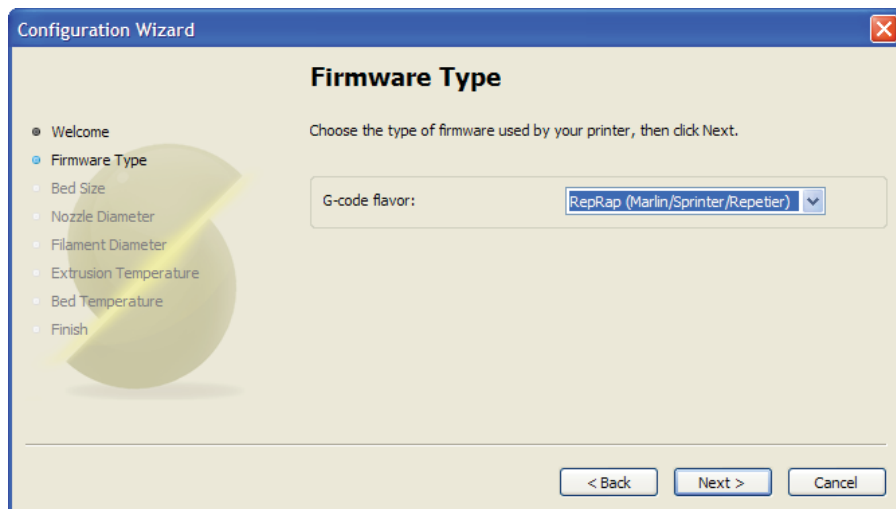 Configuration Wizard
Firmware Type
Choose the type of firmware used by your printer, then click Next.
Welcome
Firmware Type
Bed Size
Nozzle Diameter
Filament Diameter
Extrusion Temperature
Bed Temperature
Finish
G-code flavor: RepRap (Marlin/Sprinter/Repetier)
< Back Next > Cancel